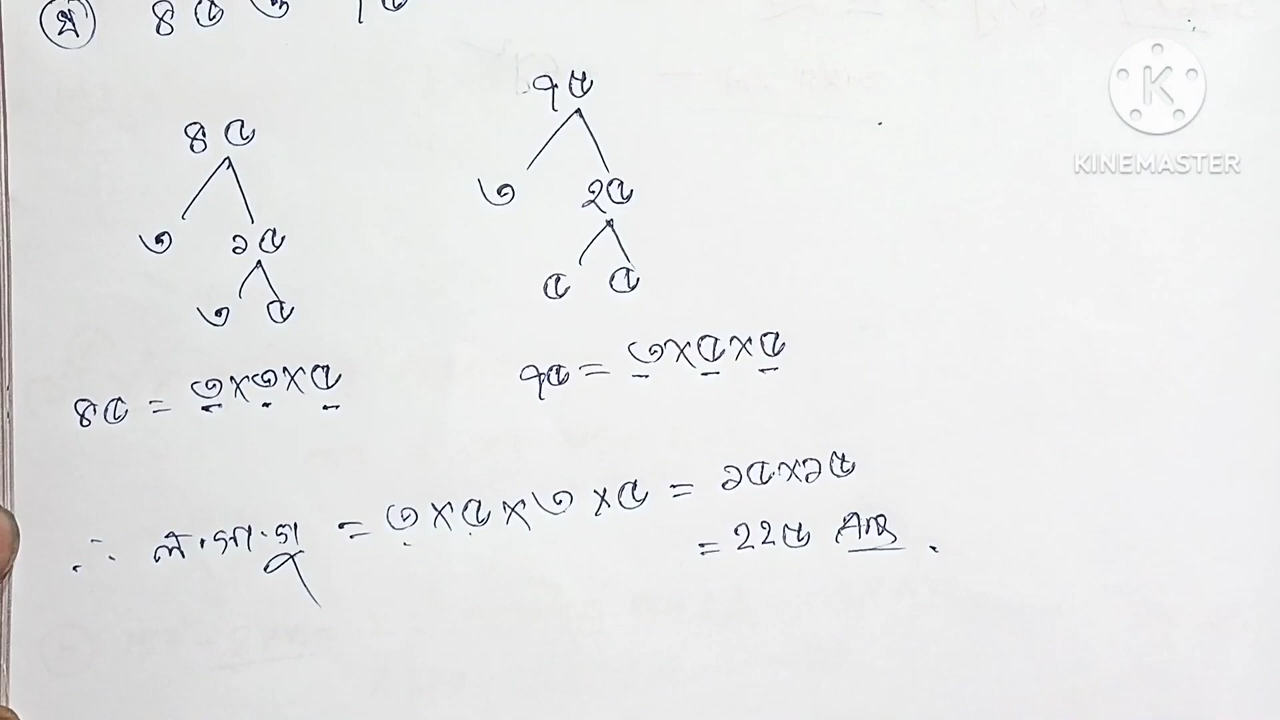 ঘ ৪৫ ও ৭৫
৭৫
৪৫
৩ ২৫
৩ ১৫
৫ ৫
৩ ৫
৭৫ = ৩×৫×৫
৪৫ = ৩×৩×৫
∴ ল.সা.গু = ৩×৫×৩×৫ = ১৫×১৫
= ২২৫ Ans.
KINEMASTER